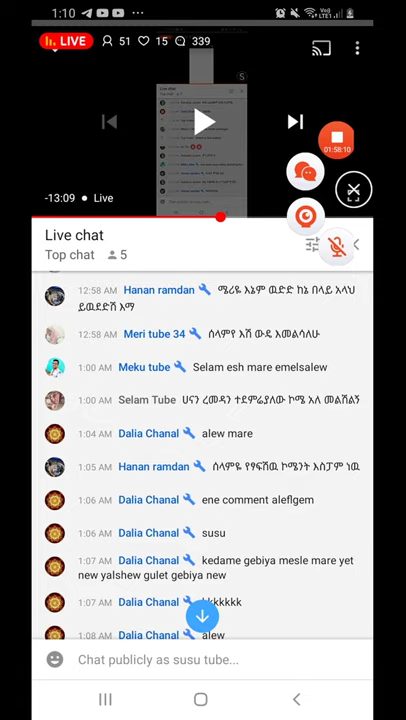 1:10
LIVE 51 15 339
S
01:58:10
-13:09 • Live
Live chat
Top chat 5
12:58 AM Hanan ramdan ሜሪዬ እኔም ዉድድ ከኔ በላይ አላህ
ይዉደድሽ እማ
12:58 AM Meri tube 34 ሰላምየ እሽ ውዴ እመልሳለሁ
1:00 AM Meku tube Selam esh mare emelsalew
1:00 AM Selam Tube ሀናን ረመዳን ተደምሬያለው ኮሜ አለ መልሽልኝ
1:04 AM Dalia Chanal alew mare
1:05 AM Hanan ramdan ሰላምዬ የፃፍሽዉ ኮሜንት እስፓም ነዉ
1:06 AM Dalia Chanal ene comment aleflgem
1:06 AM Dalia Chanal susu
1:07 AM Dalia Chanal kedame gebiya mesle mare yet
new yalshew gulet gebiya new
1:07 AM Dalia Chanal kkkkkkk
1:08 AM Dalia Chanal alew
Chat publicly as susu tube...